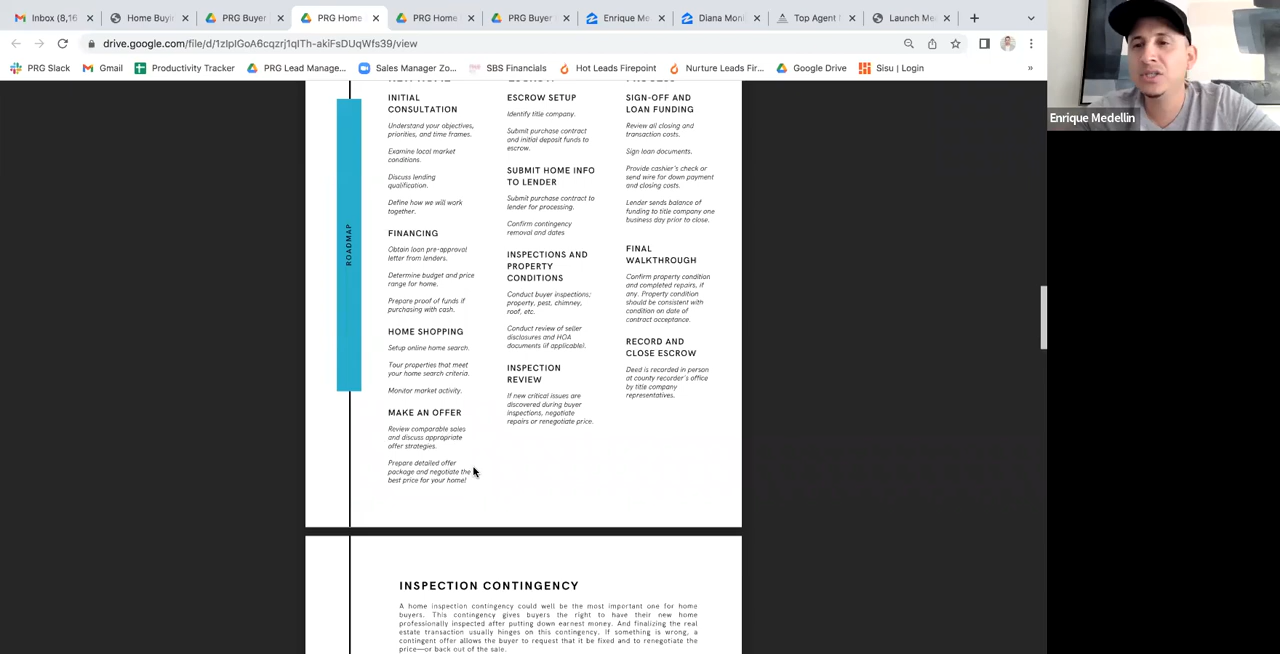 Inbox (8,16
Home Buyi
PRG Buyer
PRG Home
PRG Home
PRG Buyer
Enrique Me
Diana Mon
Top Agent
Launch Me
drive.google.com/file/d/1zIpIGoA6cqzrj1qITh-akiFsDUqWfs39/view
PRG Slack
Gmail
Productivity Tracker
PRG Lead Manage...
Sales Manager Zo...
SBS Financials
Hot Leads Firepoint
Nurture Leads Fir...
Google Drive
Sisu | Login
»
Enrique Medellin
ROADMAP
INITIAL
CONSULTATION
Understand your objectives,
priorities, and time frames.
Examine local market
conditions.
Discuss lending
qualification.
Define how we will work
together.
FINANCING
Obtain loan pre-approval
letter from lenders.
Determine budget and price
range for home.
Prepare proof of funds if
purchasing with cash.
HOME SHOPPING
Setup online home search.
Tour properties that meet
your home search criteria.
Monitor market activity.
MAKE AN OFFER
Review comparable sales
and discuss appropriate
offer strategies.
Prepare detailed offer
package and negotiate the
best price for your home!
ESCROW SETUP
Identify title company.
Submit purchase contract
and initial deposit funds to
escrow.
SUBMIT HOME INFO
TO LENDER
Submit purchase contract to
lender for processing.
Confirm contingency
removal and dates
INSPECTIONS AND
PROPERTY
CONDITIONS
Conduct buyer inspections;
property, pest, chimney,
roof, etc.
Conduct review of seller
disclosures and HOA
documents (if applicable).
INSPECTION
REVIEW
If new critical issues are
discovered during buyer
inspections, negotiate
repairs or renegotiate price.
SIGN-OFF AND
LOAN FUNDING
Review all closing and
transaction costs.
Sign loan documents.
Provide cashier's check or
send wire for down payment
and closing costs.
Lender sends balance of
funding to title company one
business day prior to close.
FINAL
WALKTHROUGH
Confirm property condition
and completed repairs, if
any. Property condition
should be consistent with
condition on date of
contract acceptance.
RECORD AND
CLOSE ESCROW
Deed is recorded in person
at county recorder's office
by title company
representatives.
INSPECTION CONTINGENCY
A home inspection contingency could well be the most important one for home
buyers. This contingency gives buyers the right to have their new home
professionally inspected after putting down earnest money. And finalizing the real
estate transaction usually hinges on this contingency. If something is wrong, a
contingent offer allows the buyer to request that it be fixed and to renegotiate the
price—or back out of the sale.